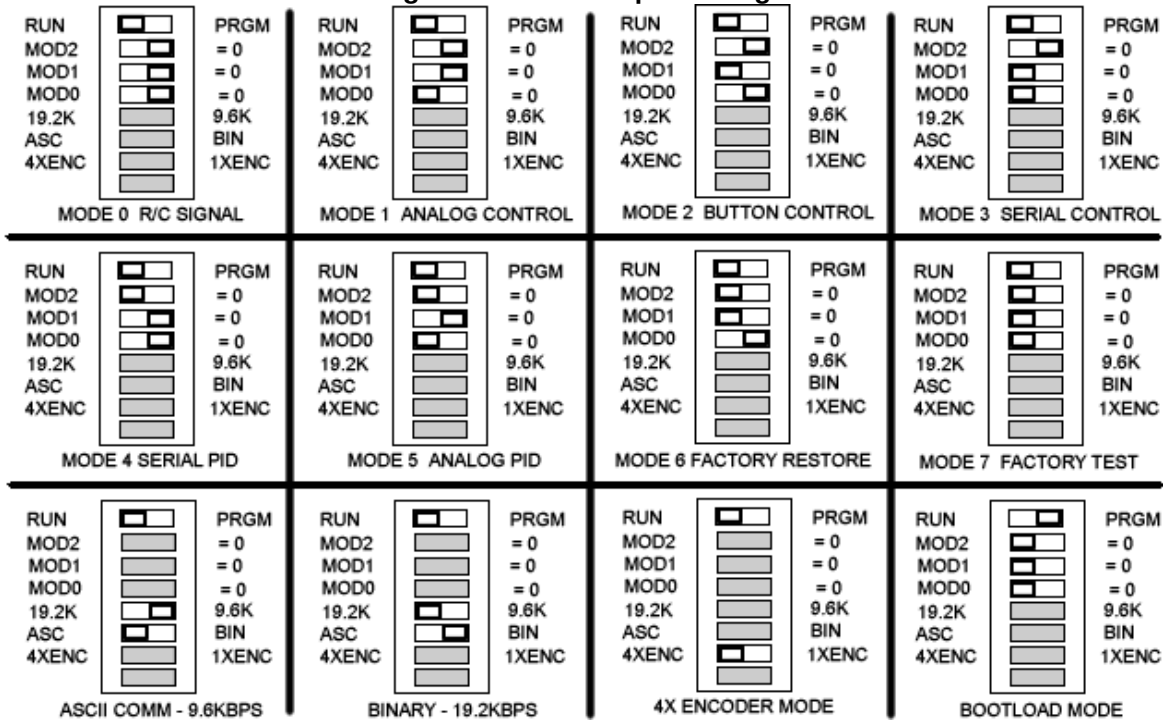 RUN PRGM
MOD2 = 0
MOD1 = 0
MOD0 = 0
19.2K 9.6K
ASC BIN
4XENC 1XENC
MODE 0 R/C SIGNAL
RUN PRGM
MOD2 = 0
MOD1 = 0
MOD0 = 0
19.2K 9.6K
ASC BIN
4XENC 1XENC
MODE 1 ANALOG CONTROL
RUN PRGM
MOD2 = 0
MOD1 = 0
MOD0 = 0
19.2K 9.6K
ASC BIN
4XENC 1XENC
MODE 2 BUTTON CONTROL
RUN PRGM
MOD2 = 0
MOD1 = 0
MOD0 = 0
19.2K 9.6K
ASC BIN
4XENC 1XENC
MODE 3 SERIAL CONTROL
RUN PRGM
MOD2 = 0
MOD1 = 0
MOD0 = 0
19.2K 9.6K
ASC BIN
4XENC 1XENC
MODE 4 SERIAL PID
RUN PRGM
MOD2 = 0
MOD1 = 0
MOD0 = 0
19.2K 9.6K
ASC BIN
4XENC 1XENC
MODE 5 ANALOG PID
RUN PRGM
MOD2 = 0
MOD1 = 0
MOD0 = 0
19.2K 9.6K
ASC BIN
4XENC 1XENC
MODE 6 FACTORY RESTORE
RUN PRGM
MOD2 = 0
MOD1 = 0
MOD0 = 0
19.2K 9.6K
ASC BIN
4XENC 1XENC
MODE 7 FACTORY TEST
RUN PRGM
MOD2 = 0
MOD1 = 0
MOD0 = 0
19.2K 9.6K
ASC BIN
4XENC 1XENC
ASCII COMM - 9.6KBPS
RUN PRGM
MOD2 = 0
MOD1 = 0
MOD0 = 0
19.2K 9.6K
ASC BIN
4XENC 1XENC
BINARY - 19.2KBPS
RUN PRGM
MOD2 = 0
MOD1 = 0
MOD0 = 0
19.2K 9.6K
ASC BIN
4XENC 1XENC
4X ENCODER MODE
RUN PRGM
MOD2 = 0
MOD1 = 0
MOD0 = 0
19.2K 9.6K
ASC BIN
4XENC 1XENC
BOOTLOAD MODE